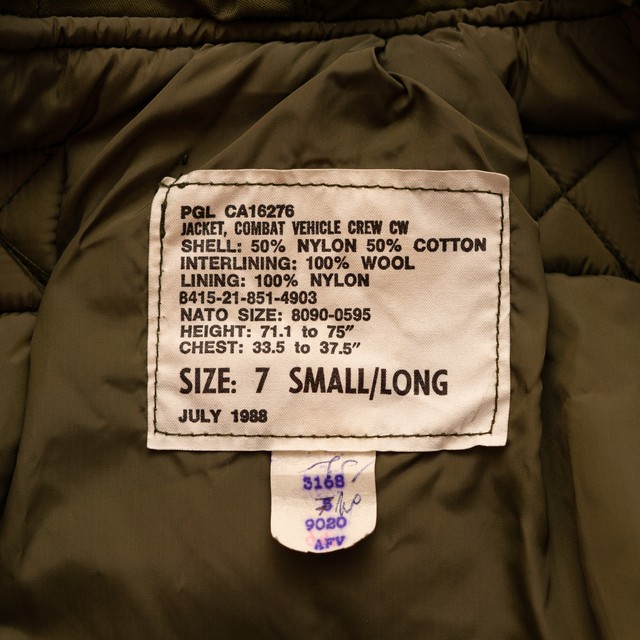 PGL CA16276
JACKET, COMBAT VEHICLE CREW CW
SHELL: 50% NYLON 50% COTTON
INTERLINING: 100% WOOL
LINING: 100% NYLON
8415-21-851-4903
NATO SIZE: 8090-0595
HEIGHT: 71.1 to 75"
CHEST: 33.5 to 37.5"
SIZE: 7 SMALL/LONG
JULY 1988
3168
9020
AFV